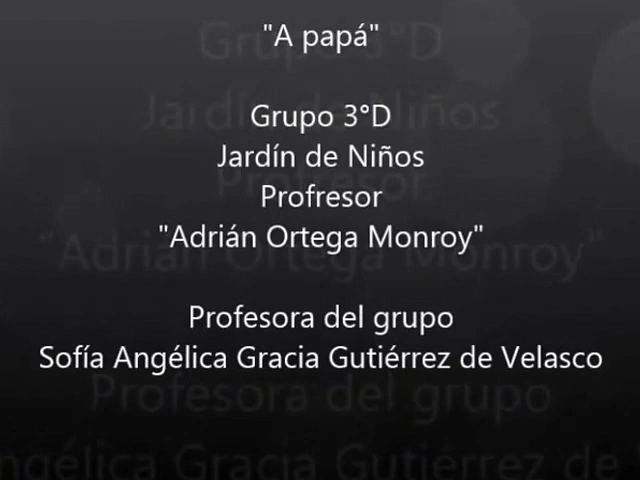 "A papá"
Grupo 3°D
Jardín de Niños
Profresor
"Adrián Ortega Monroy"
Profesora del grupo
Sofía Angélica Gracia Gutiérrez de Velasco